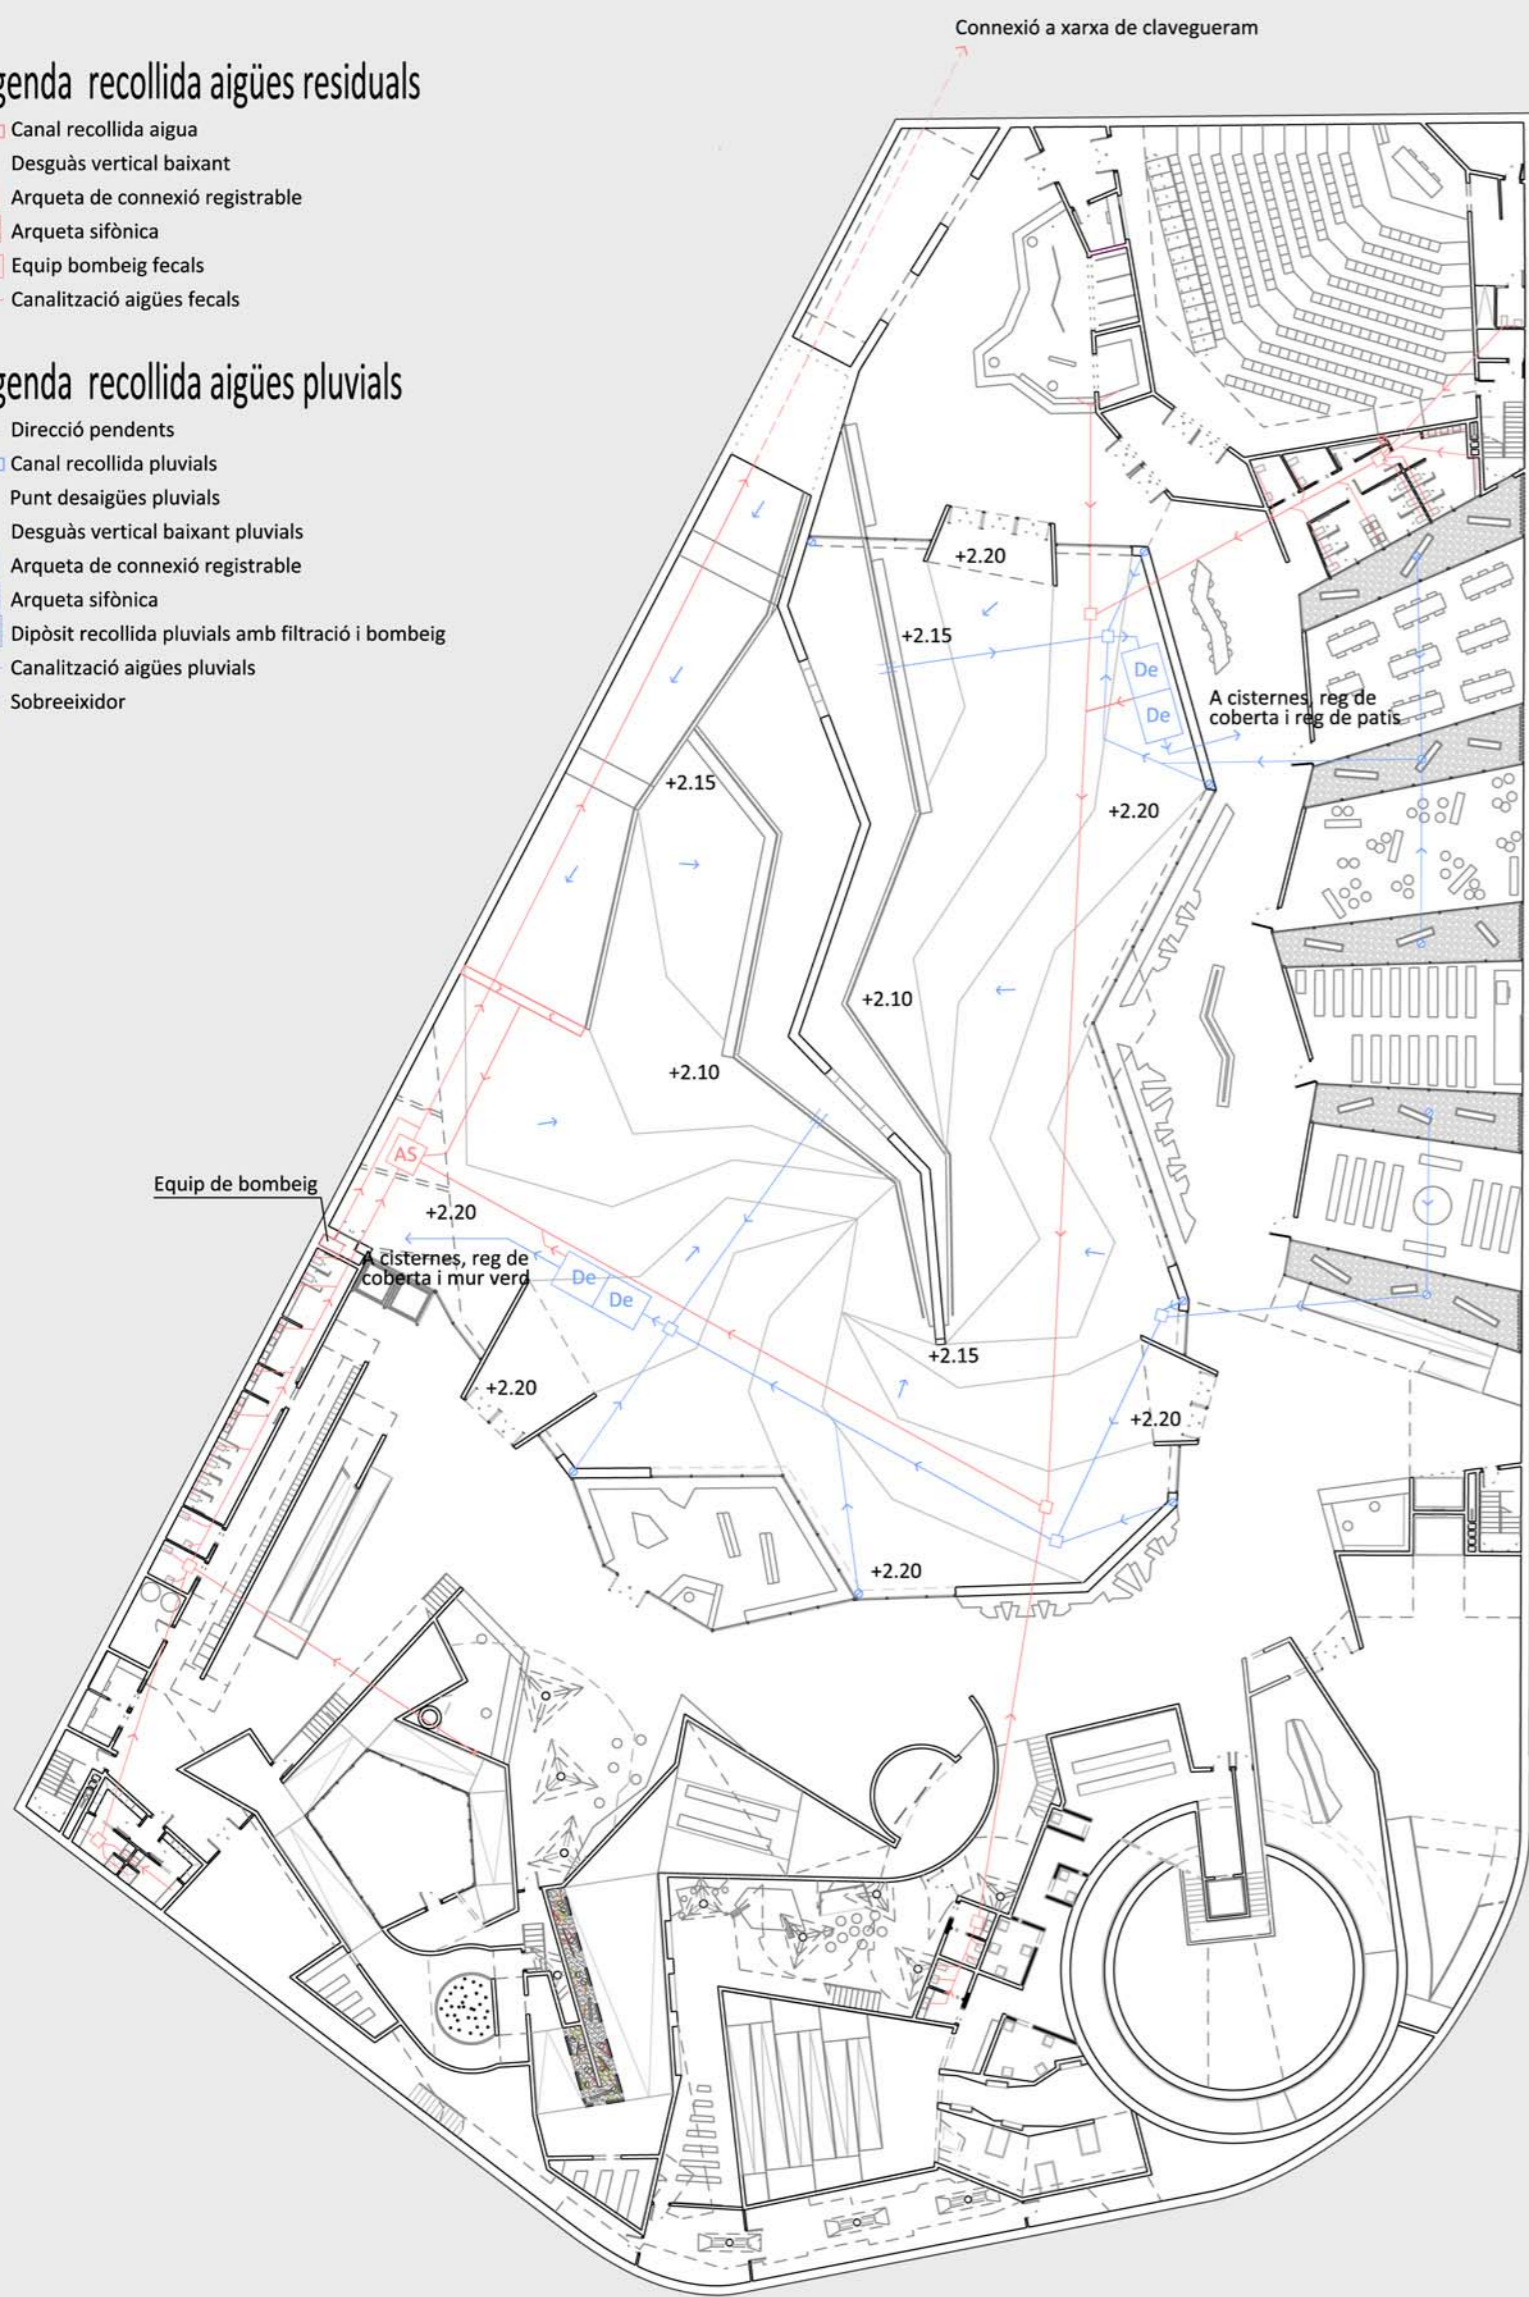 Connexió a xarxa de clavegueram
genda recollida aigües residuals
Canal recollida aigua
Desguàs vertical baixant
Arqueta de connexió registrable
Arqueta sifònica
Equip bombeig fecals
Canalització aigües fecals
genda recollida aigües pluvials
Direcció pendents
Canal recollida pluvials
Punt desaigües pluvials
Desguàs vertical baixant pluvials
Arqueta de connexió registrable
Arqueta sifònica
Dipòsit recollida pluvials amb filtració i bombeig
Canalització aigües pluvials
Sobreeixidor
+2.20
+2.15
De
De
A cisternes, reg de
coberta i reg de patis
+2.15
+2.20
+2.10
+2.10
AS
Equip de bombeig
+2.20
A cisternes, reg de
coberta i mur verd
De
De
+2.15
+2.20
+2.20
+2.20